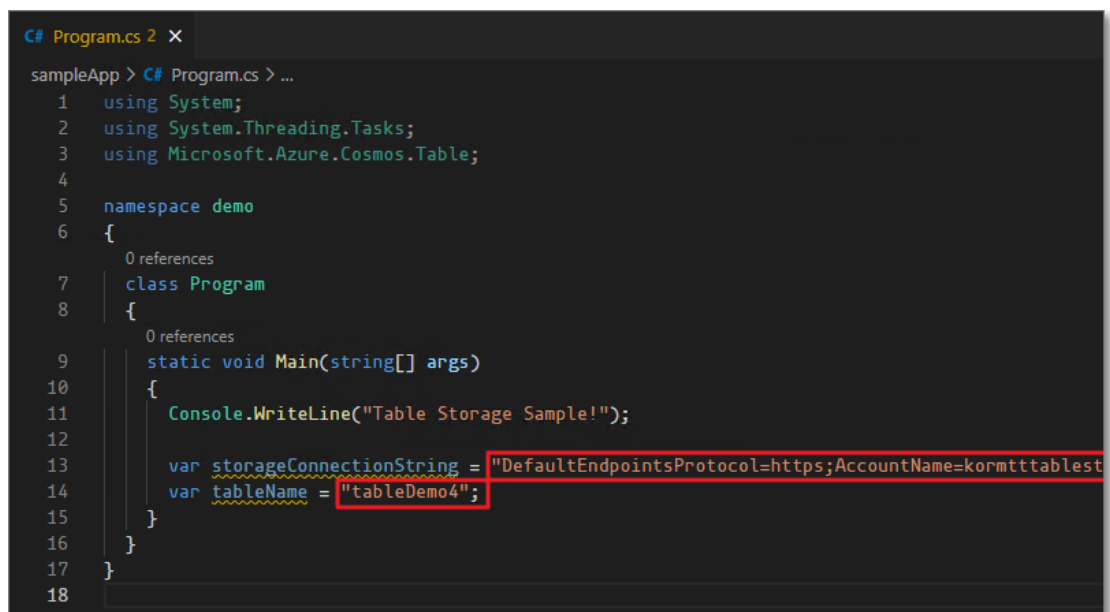 C# Program.cs 2 ×
sampleApp > C# Program.cs > ...
1 using System;
2 using System.Threading.Tasks;
3 using Microsoft.Azure.Cosmos.Table;
4
5 namespace demo
6 {
0 references
7 class Program
8 {
0 references
9 static void Main(string[] args)
10 {
11 Console.WriteLine("Table Storage Sample!");
12
13 var storageConnectionString = "DefaultEndpointsProtocol=https;AccountName=kormtttablest
14 var tableName = "tableDemo4";
15 }
16 }
17 }
18